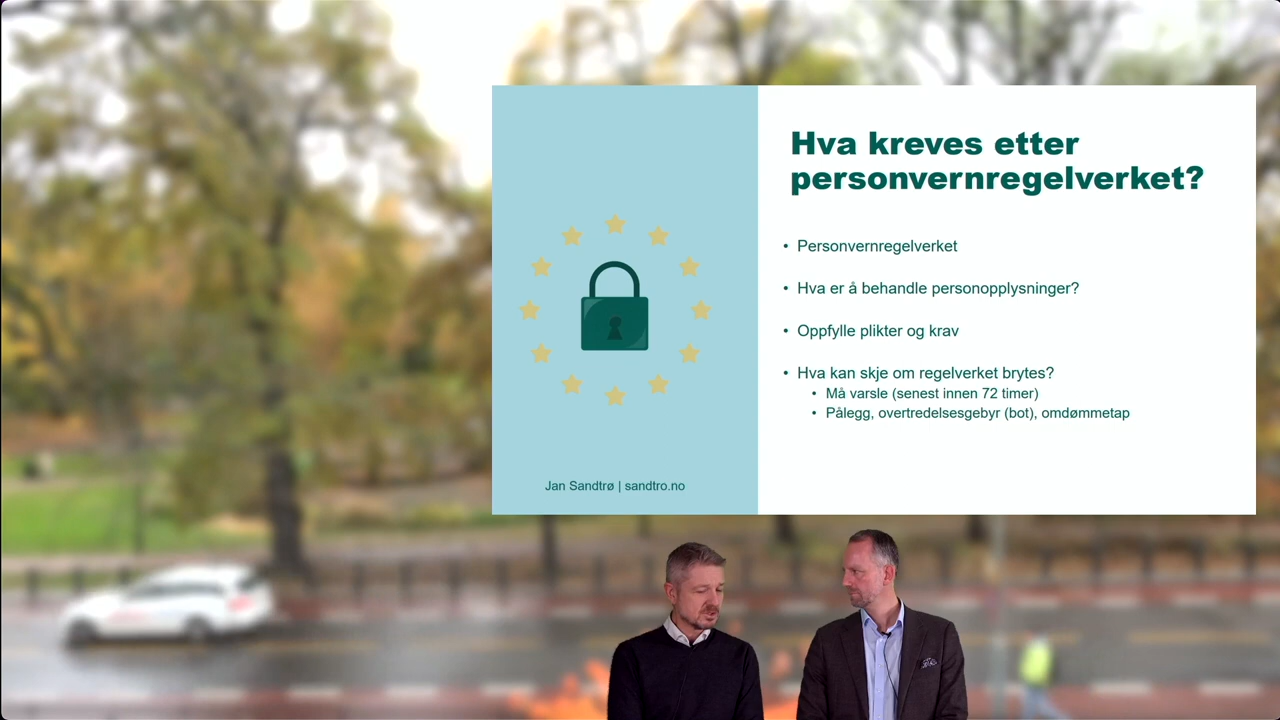 Hva kreves etter
personvernregelverket?
• Personvernregelverket
• Hva er å behandle personopplysninger?
• Oppfylle plikter og krav
• Hva kan skje om regelverket brytes?
• Må varsle (senest innen 72 timer)
• Pålegg, overtredelsesgebyr (bot), omdømmetap
Jan Sandtrø | sandtro.no